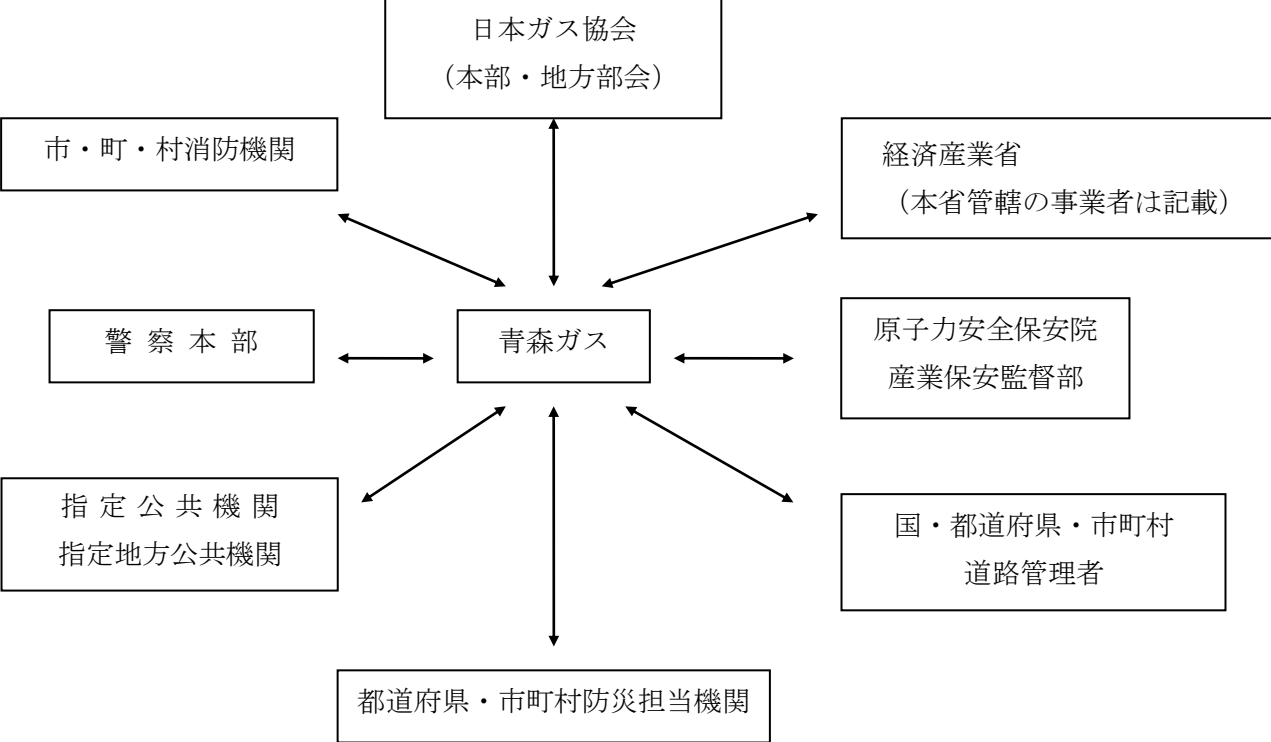 日本ガス協会
（本部・地方部会）
市・町・村消防機関
経済産業省
（本省管轄の事業者は記載）
警 察 本 部
青森ガス
原子力安全保安院
産業保安監督部
指 定 公 共 機 関
指定地方公共機関
国・都道府県・市町村
道路管理者
都道府県・市町村防災担当機関